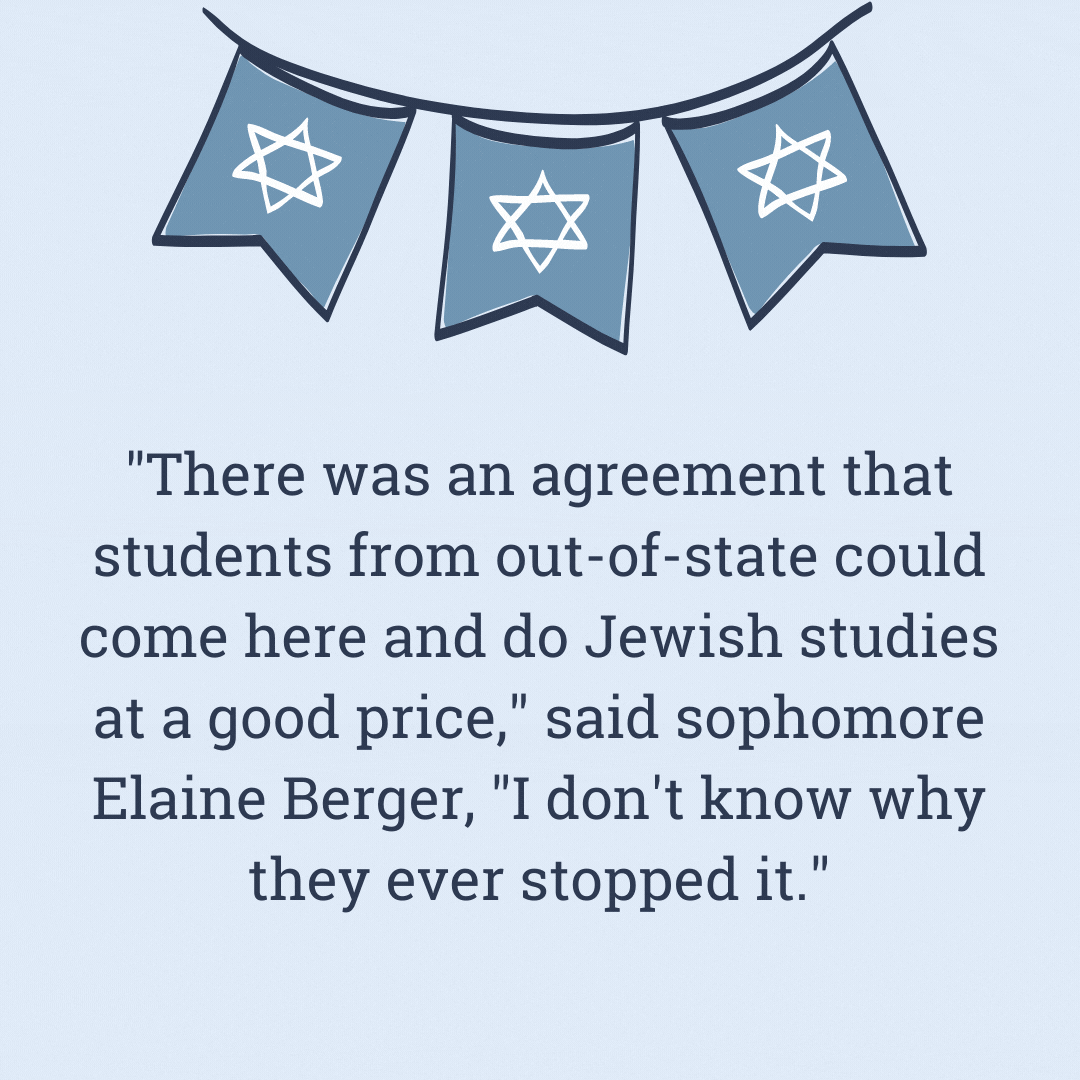 "There was an agreement that
students from out-of-state could
come here and do Jewish studies
at a good price," said sophomore
Elaine Berger, "I don't know why
they ever stopped it."